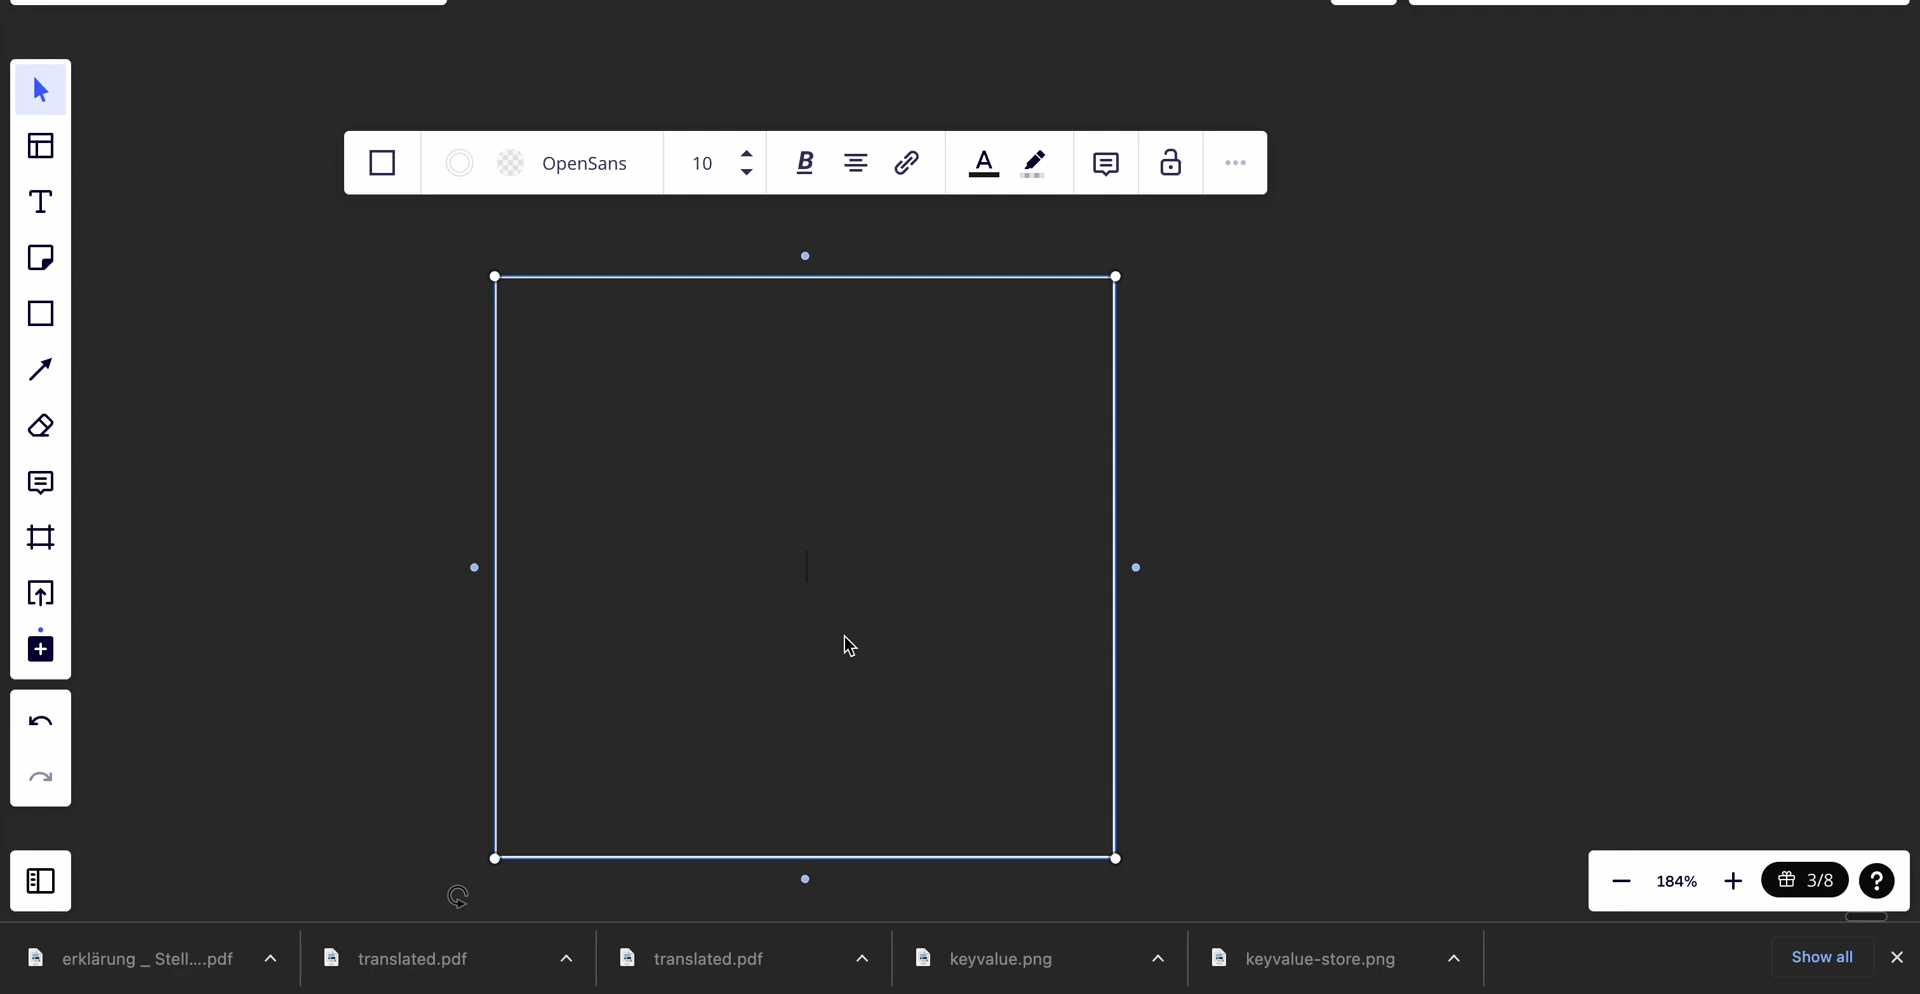 OpenSans 10 B A
T
184% 3/8 ?
erklärung _ Stell....pdf translated.pdf translated.pdf keyvalue.png keyvalue-store.png Show all